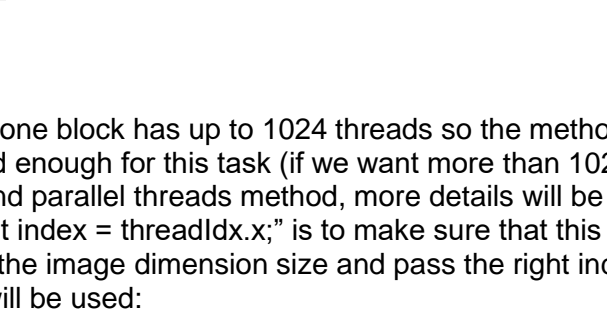 one block has up to 1024 threads so the metho
d enough for this task (if we want more than 102
nd parallel threads method, more details will be
t index = threadIdx.x;” is to make sure that this
the image dimension size and pass the right ind
ill be used: